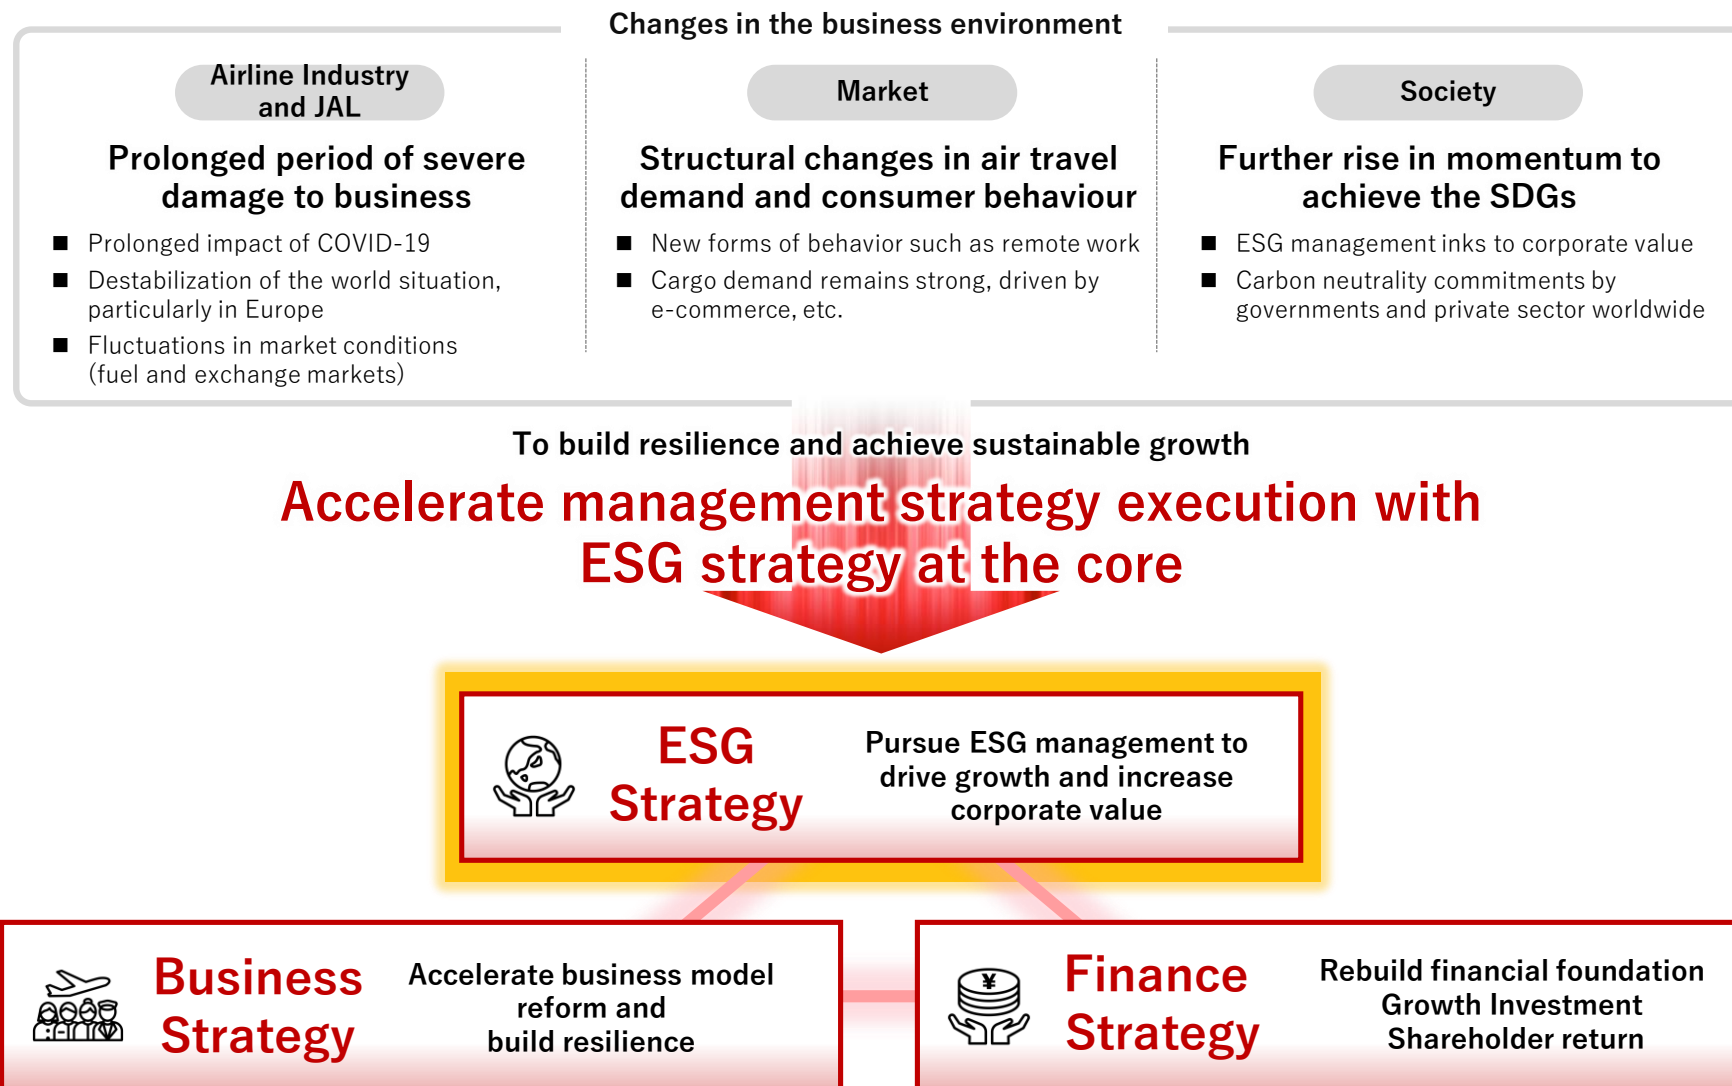 Changes in the business environment
Airline Industry
and JAL
Prolonged period of severe
damage to business
■ Prolonged impact of COVID-19
■ Destabilization of the world situation,
particularly in Europe
■ Fluctuations in market conditions
(fuel and exchange markets)
Market
Structural changes in air travel
demand and consumer behaviour
■ New forms of behavior such as remote work
■ Cargo demand remains strong, driven by
e-commerce, etc.
Society
Further rise in momentum to
achieve the SDGs
■ ESG management inks to corporate value
■ Carbon neutrality commitments by
governments and private sector worldwide
To build resilience and achieve sustainable growth
Accelerate management strategy execution with
ESG strategy at the core
ESG
Strategy
Pursue ESG management to
drive growth and increase
corporate value
Business
Strategy
Accelerate business model
reform and
build resilience
¥
Finance
Strategy
Rebuild financial foundation
Growth Investment
Shareholder return